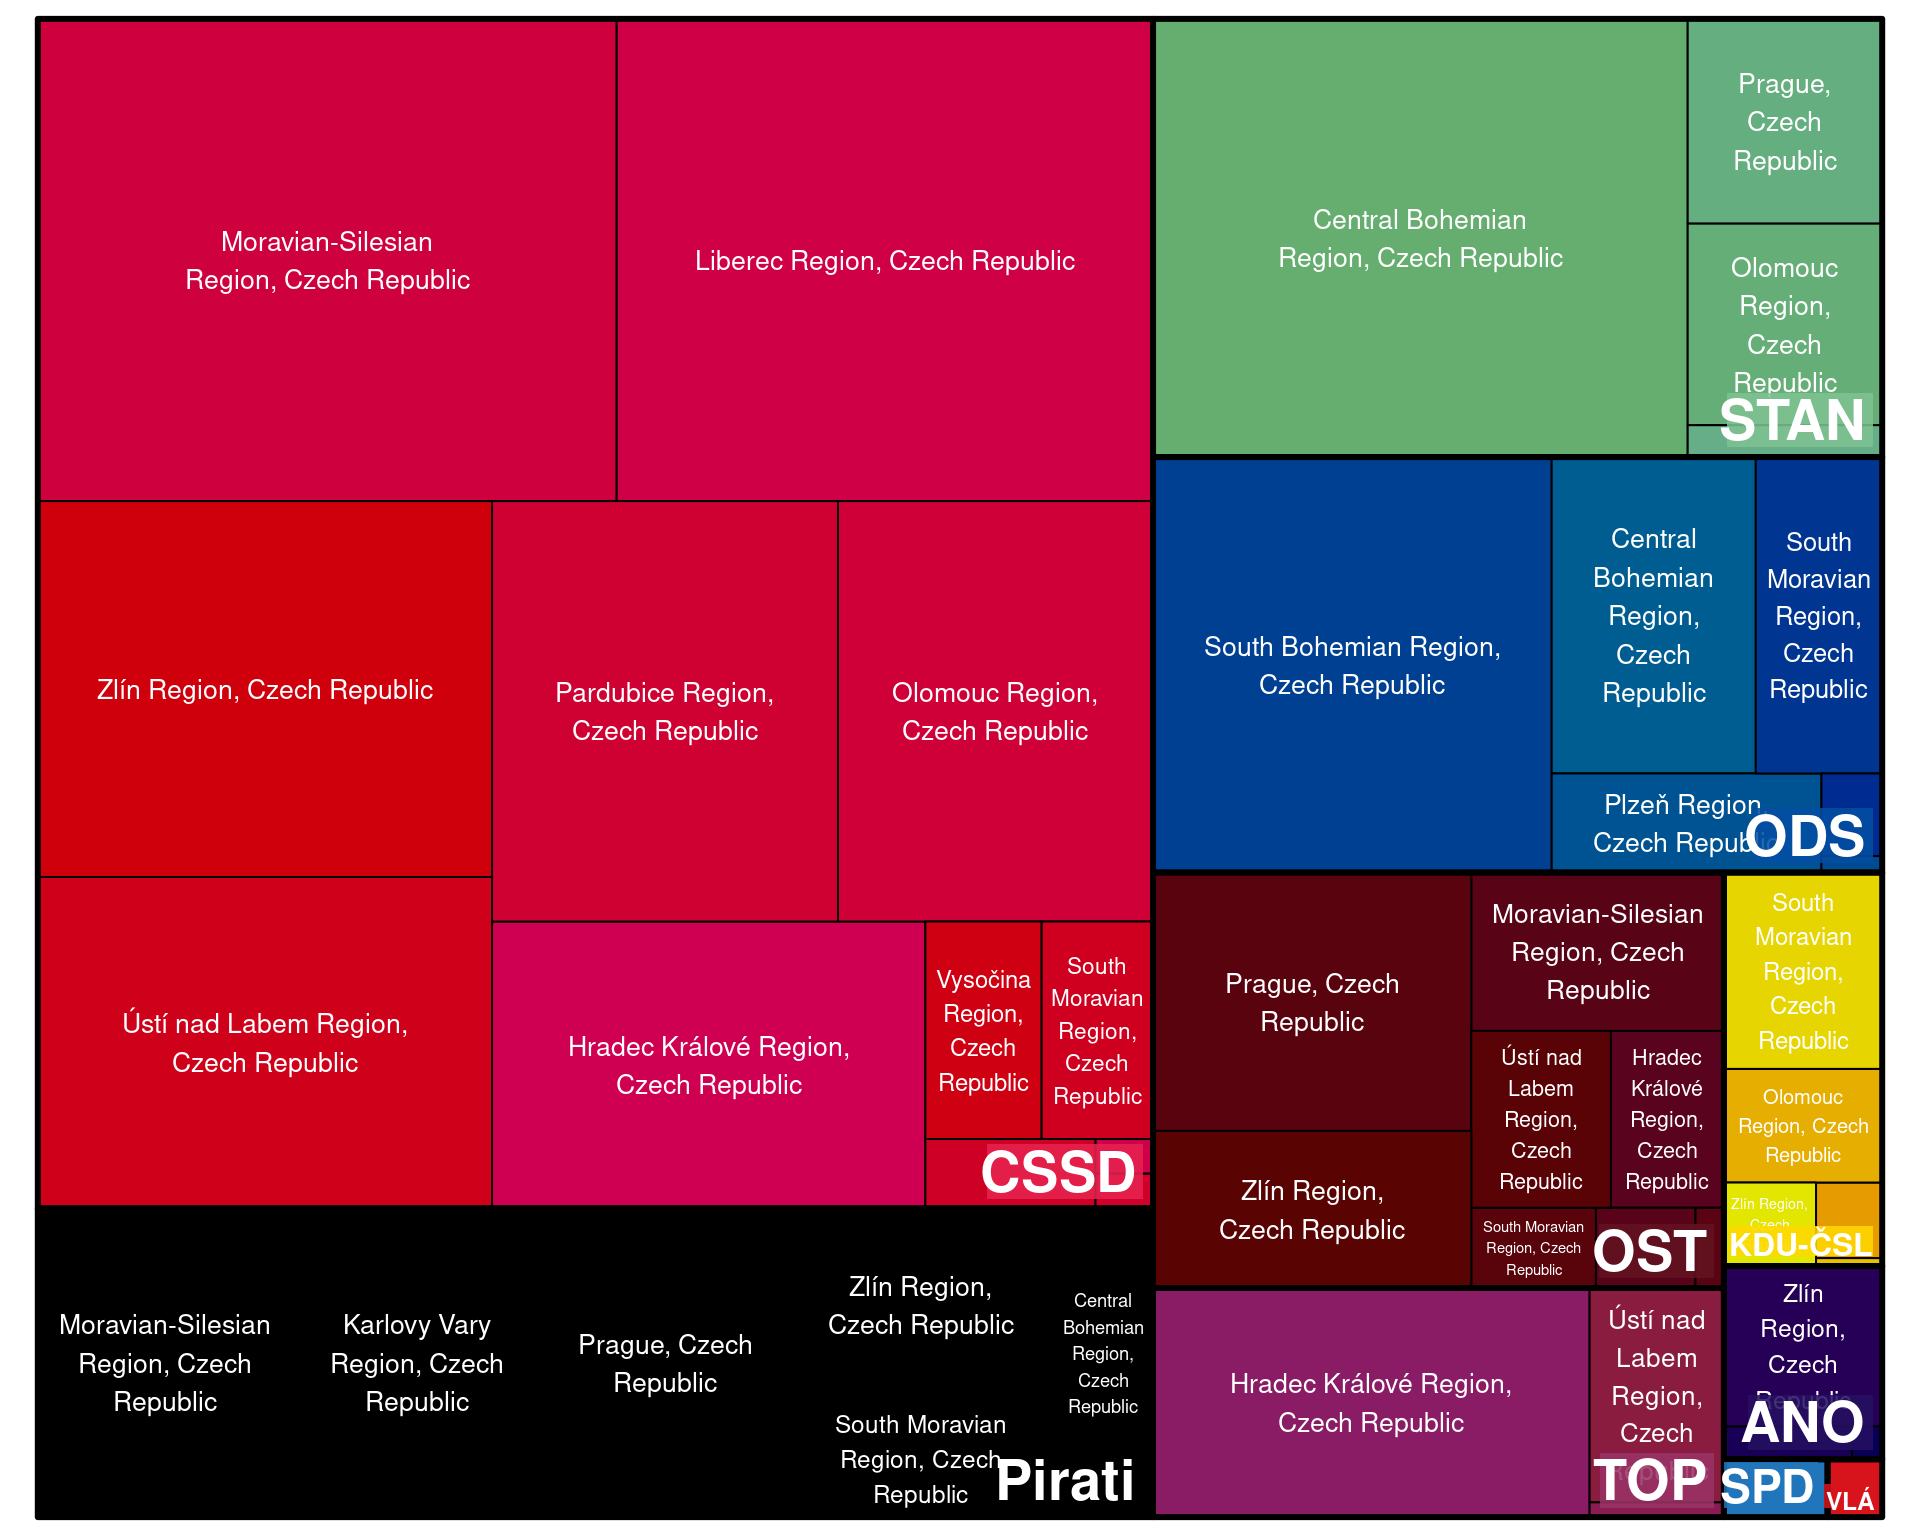 Moravian-Silesian
Region, Czech Republic
Liberec Region, Czech Republic
Zlín Region, Czech Republic
Pardubice Region,
Czech Republic
Olomouc Region,
Czech Republic
Ústí nad Labem Region,
Czech Republic
Hradec Králové Region,
Czech Republic
Vysočina
Region,
Czech
Republic
South
Moravian
Region,
Czech
Republic
CSSD
Moravian-Silesian
Region, Czech
Republic
Karlovy Vary
Region, Czech
Republic
Prague, Czech
Republic
Zlín Region,
Czech Republic
South Moravian
Region, Czech
Republic
Central
Bohemian
Region,
Czech
Republic
Pirati
Central Bohemian
Region, Czech Republic
Prague,
Czech
Republic
Olomouc
Region,
Czech
Republic
STAN
South Bohemian Region,
Czech Republic
Central
Bohemian
Region,
Czech
Republic
South
Moravian
Region,
Czech
Republic
Plzeň Region,
Czech Republic
ODS
Prague, Czech
Republic
Zlín Region,
Czech Republic
Moravian-Silesian
Region, Czech
Republic
Ústí nad
Labem
Region,
Czech
Republic
Hradec
Králové
Region,
Czech
Republic
South Moravian
Region, Czech
Republic
OST
South
Moravian
Region,
Czech
Republic
Olomouc
Region, Czech
Republic
Zlín Region,
Czech
KDU-ČSL
Hradec Králové Region,
Czech Republic
Ústí nad
Labem
Region,
Czech
Republic
TOP
Zlín
Region,
Czech
Republic
ANO
SPD
VLÁ